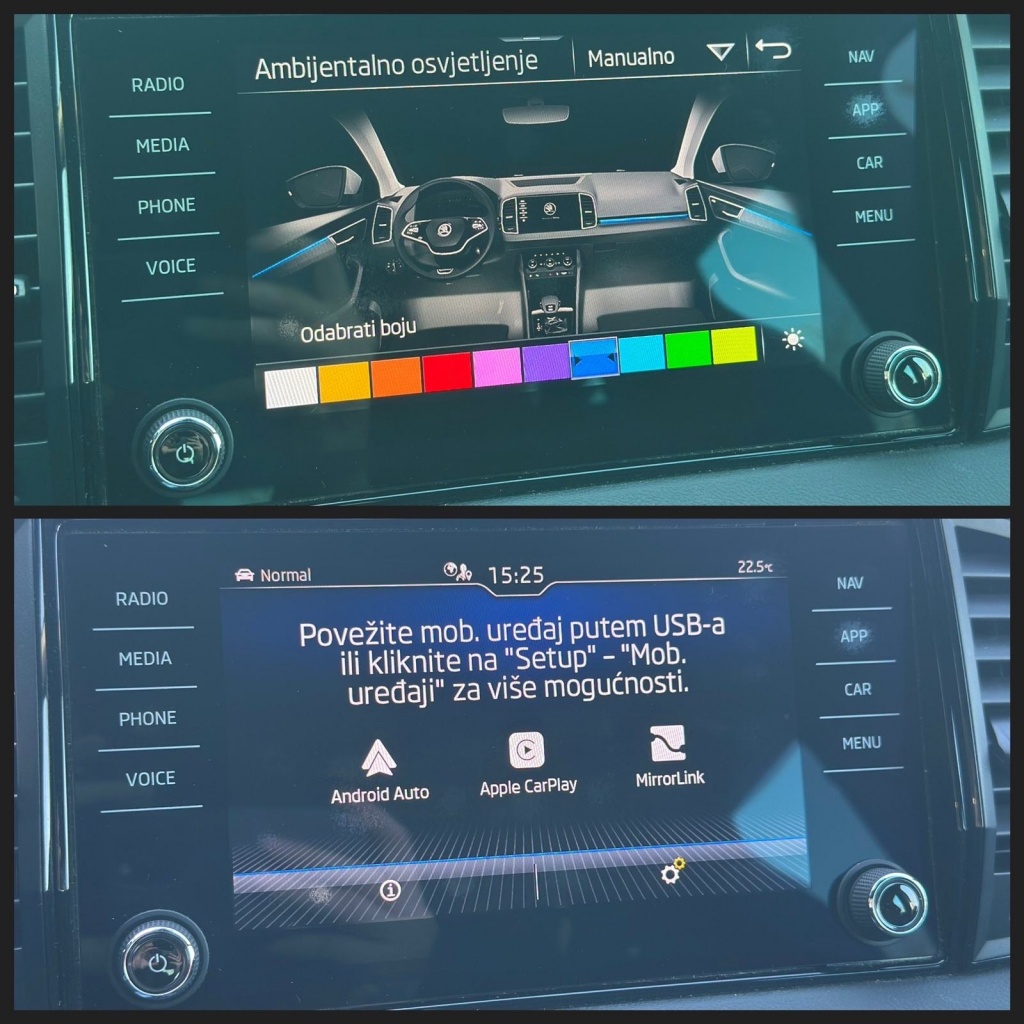 Ambijentalno osvjetljenje
Manualno
RADIO
MEDIA
PHONE
VOICE
NAV
APP
CAR
MENU
Odabrati boju
Normal
15:25
22.5°C
RADIO
MEDIA
PHONE
VOICE
NAV
APP
CAR
MENU
Povežite mob. uređaj putem USB-a
ili kliknite na "Setup" – "Mob.
uređaji" za više mogućnosti.
Android Auto
Apple CarPlay
MirrorLink